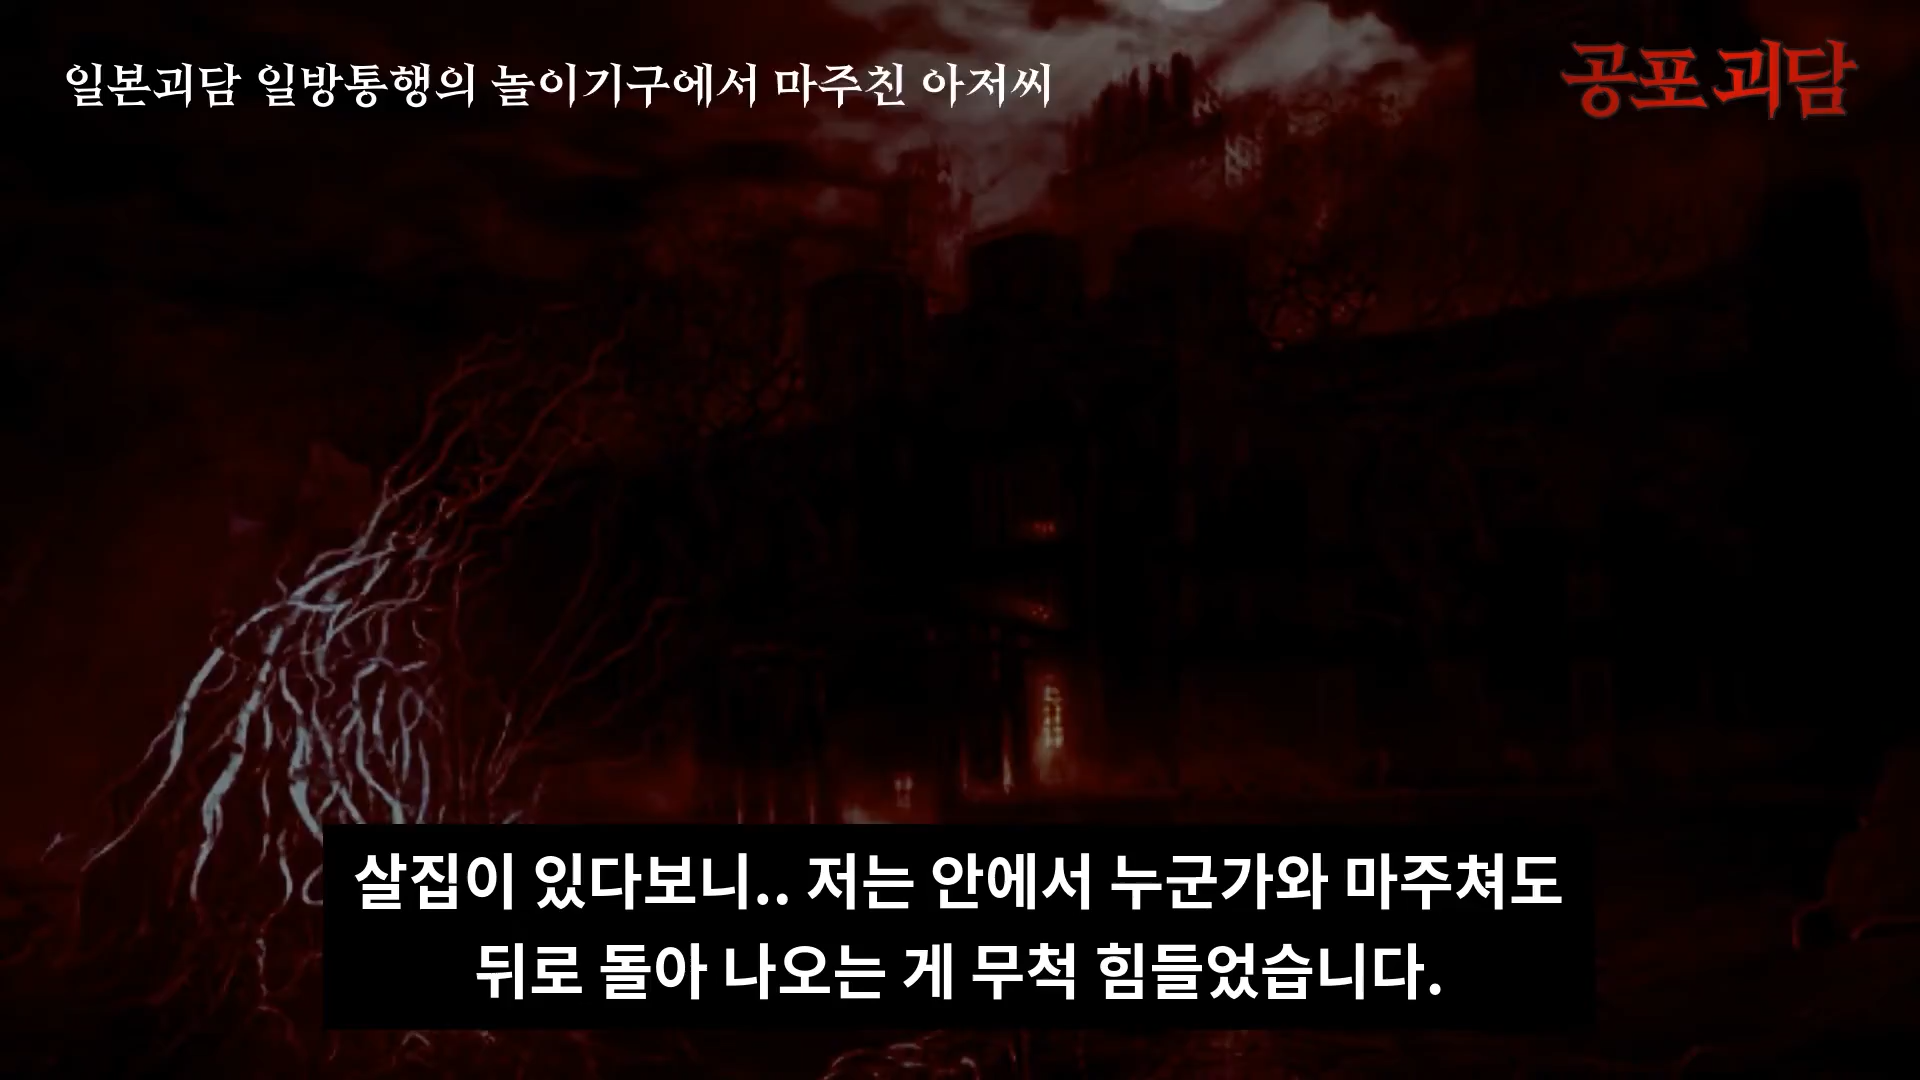 일본괴담 일방통행의 놀이기구에서 마주친 아저씨
공포 괴담
살집이 있다보니.. 저는 안에서 누군가와 마주쳐도
뒤로 돌아 나오는 게 무척 힘들었습니다.